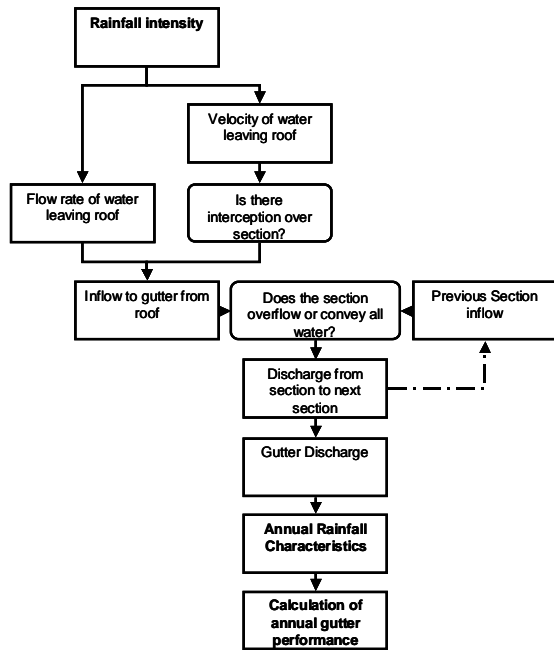 Rainfall intensity
Velocity of water
leaving roof
Flow rate of water
leaving roof
Is there
interception over
section?
Inflow to gutter from
roof
Does the section
overflow or convey all
water?
Previous Section
inflow
Discharge from
section to next
section
Gutter Discharge
Annual Rainfall
Characteristics
Calculation of
annual gutter
performance